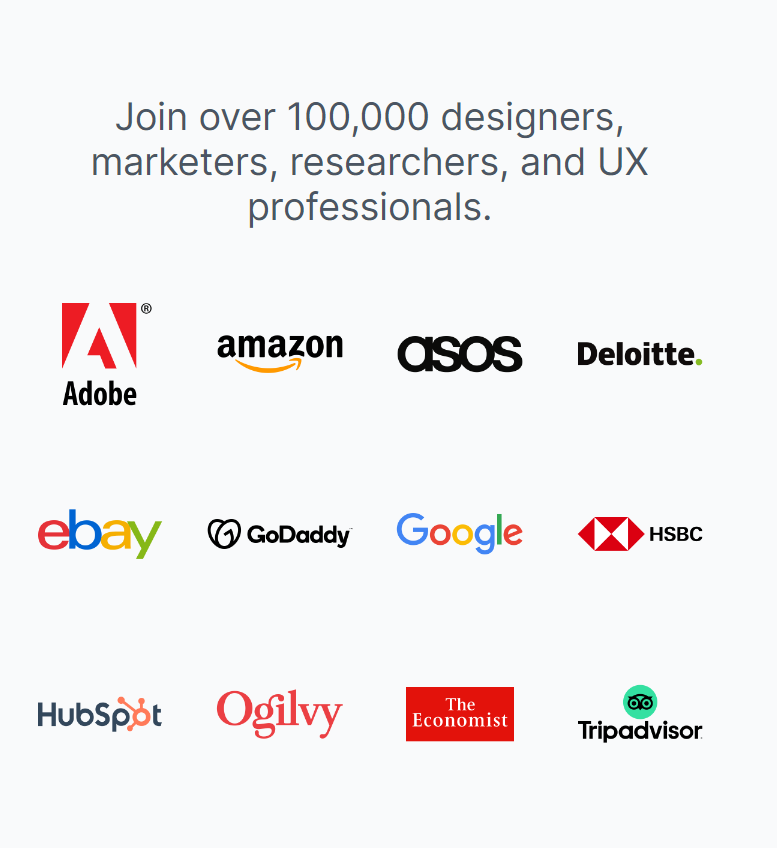 Join over 100,000 designers,
marketers, researchers, and UX
professionals.
Adobe®
amazon
asos
Deloitte.
ebay
GoDaddy
Google
HSBC
HubSpot
Ogilvy
The
Economist
Tripadvisor